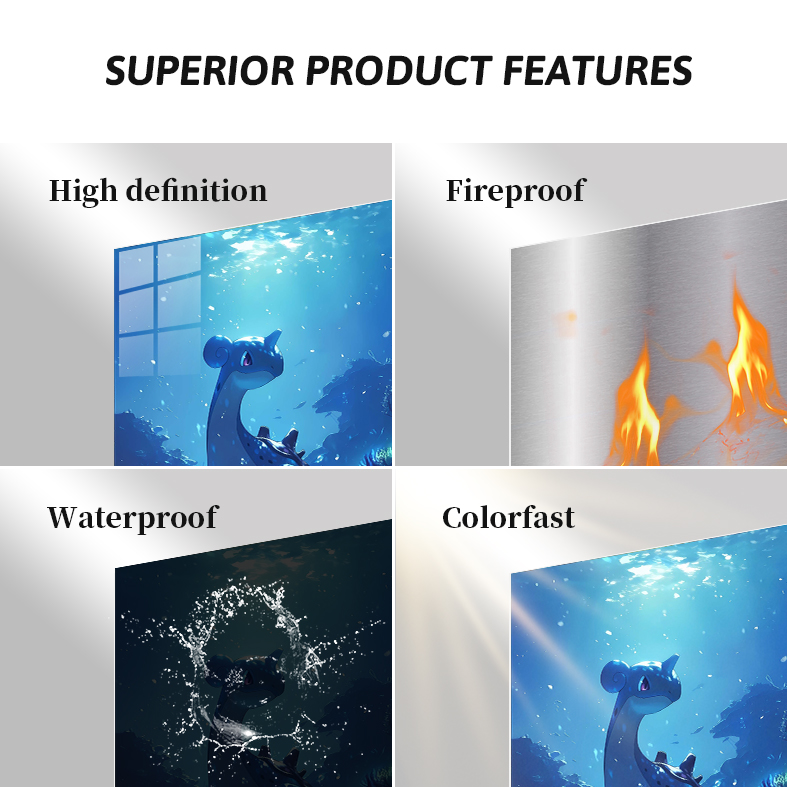 SUPERIOR PRODUCT FEATURES
High definition
Fireproof
Waterproof
Colorfast